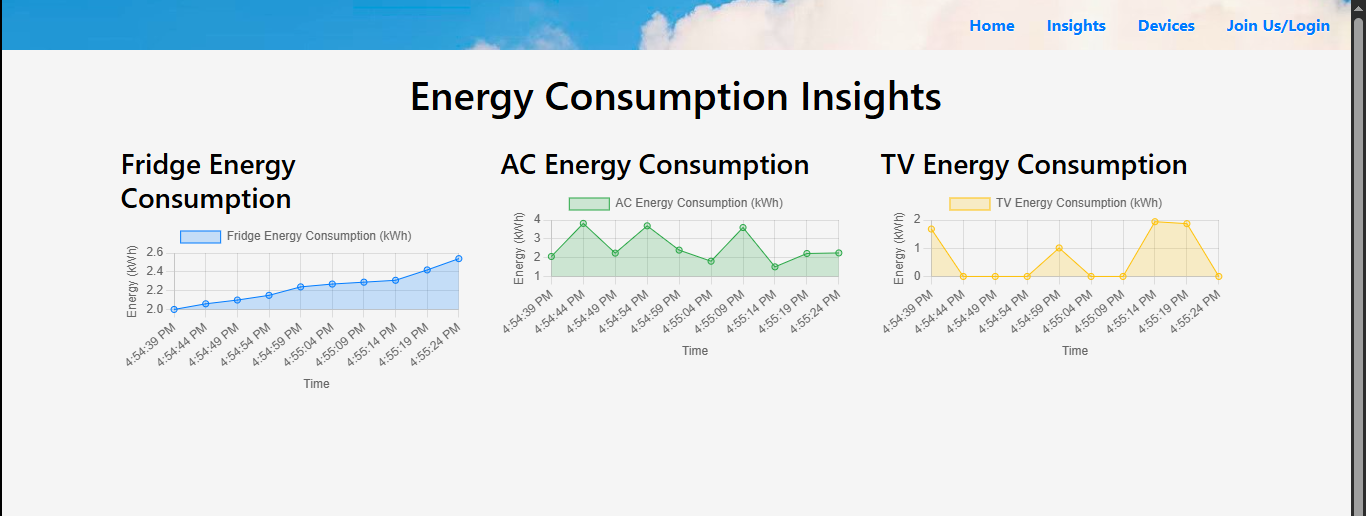 Home Insights Devices Join Us/Login
Energy Consumption Insights
Fridge Energy
Consumption
Fridge Energy Consumption (kWh)
Energy (kWh)
2.6
2.4
2.2
2.0
4:54:39 PM
4:54:44 PM
4:54:49 PM
4:54:54 PM
4:54:59 PM
4:55:04 PM
4:55:09 PM
4:55:14 PM
4:55:19 PM
4:55:24 PM
Time
AC Energy Consumption
AC Energy Consumption (kWh)
Energy (kWh)
4
3
2
1
4:54:39 PM
4:54:44 PM
4:54:49 PM
4:54:54 PM
4:54:59 PM
4:55:04 PM
4:55:09 PM
4:55:14 PM
4:55:19 PM
4:55:24 PM
Time
TV Energy Consumption
TV Energy Consumption (kWh)
Energy (kWh)
2
1
0
4:54:39 PM
4:54:44 PM
4:54:49 PM
4:54:54 PM
4:54:59 PM
4:55:04 PM
4:55:09 PM
4:55:14 PM
4:55:19 PM
4:55:24 PM
Time